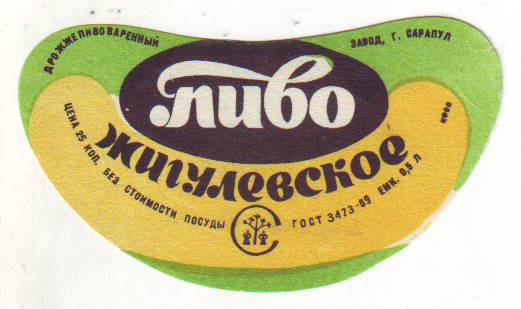 ДРОЖЖЕПИВОВАРЕННЫЙ ЗАВОД, Г. САРАПУЛ
пиво
ЖИГУЛЕВСКОЕ
ЦЕНА 25 КОП. БЕЗ СТОИМОСТИ ПОСУДЫ
ГОСТ 3473-69 ЕМК. 0,5 Л